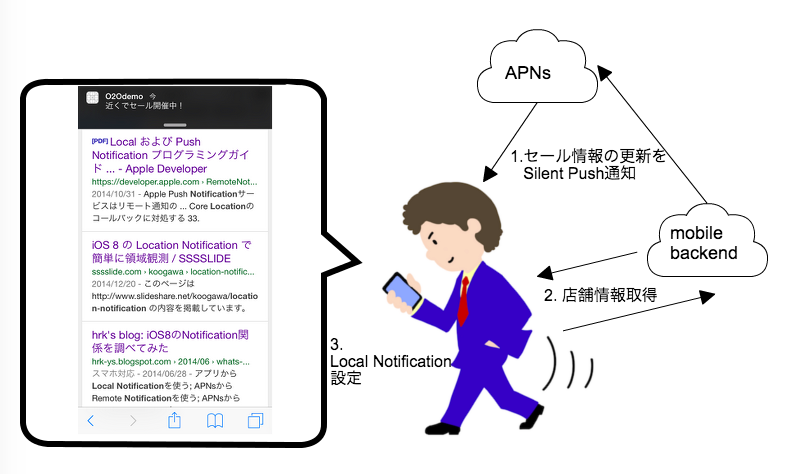 O2Odemo 今
近くでセール開催中！
[PDF] Local および Push
Notification プログラミングガイ
ド ... - Apple Developer
https://developer.apple.com › RemoteNot...
2014/10/31 - Apple Push Notificationサー
ビスはリモート通知の ... Core Locationの
コールバックに対処する 33.
iOS 8 の Location Notification で
簡単に領域観測 / SSSSLIDE
sssslide.com › koogawa › location-notific...
2014/12/20 - このページは
http://www.slideshare.net/koogawa/locatio
n-notification の内容を掲載しています。
hrk's blog: iOS8のNotification関
係を調べてみた
hrk-ys.blogspot.com › 2014/06 › whats-...
スマホ対応 - 2014/06/28 - アプリから
Local Notificationを使う; APNsから
Remote Notificationを使う; APNsから
APNs
1.セール情報の更新を
Silent Push通知
mobile
backend
2. 店舗情報取得
3.
Local Notification
設定